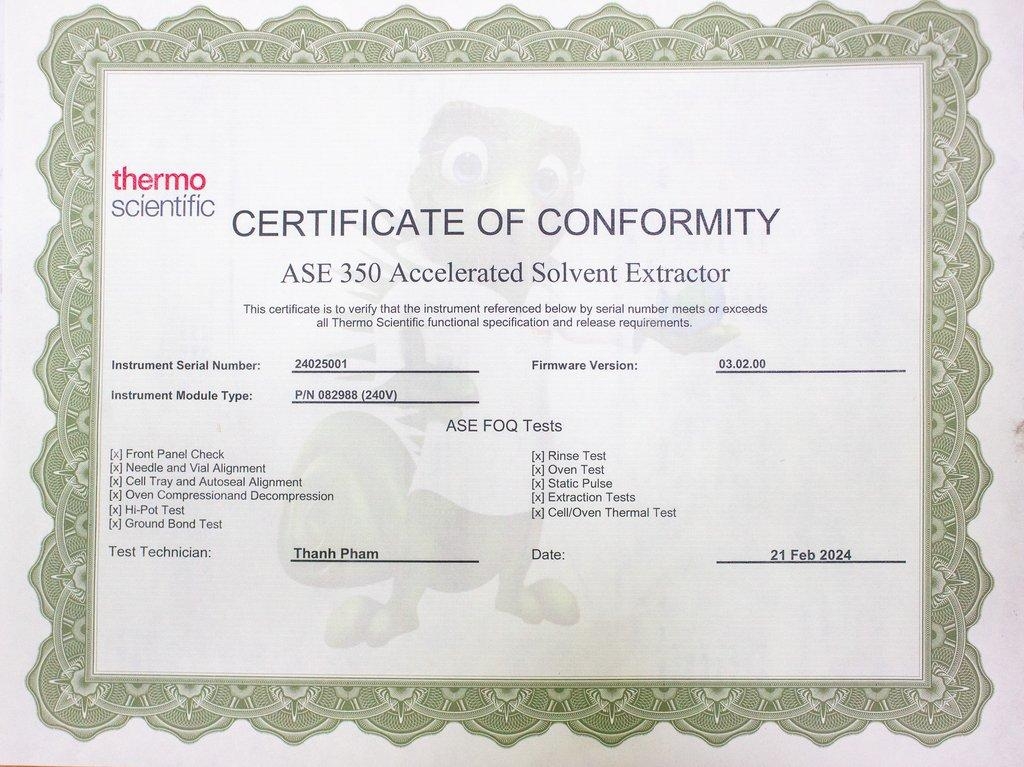 thermo
scientific
CERTIFICATE OF CONFORMITY
ASE 350 Accelerated Solvent Extractor
This certificate is to verify that the instrument referenced below by serial number meets or exceeds
all Thermo Scientific functional specification and release requirements.
Instrument Serial Number: 24025001 Firmware Version: 03.02.00
Instrument Module Type: P/N 082988 (240V)
ASE FOQ Tests
[x] Front Panel Check
[x] Needle and Vial Alignment
[x] Cell Tray and Autoseal Alignment
[x] Oven Compressionand Decompression
[x] Hi-Pot Test
[x] Ground Bond Test
[x] Rinse Test
[x] Oven Test
[x] Static Pulse
[x] Extraction Tests
[x] Cell/Oven Thermal Test
Test Technician: Thanh Pham Date: 21 Feb 2024